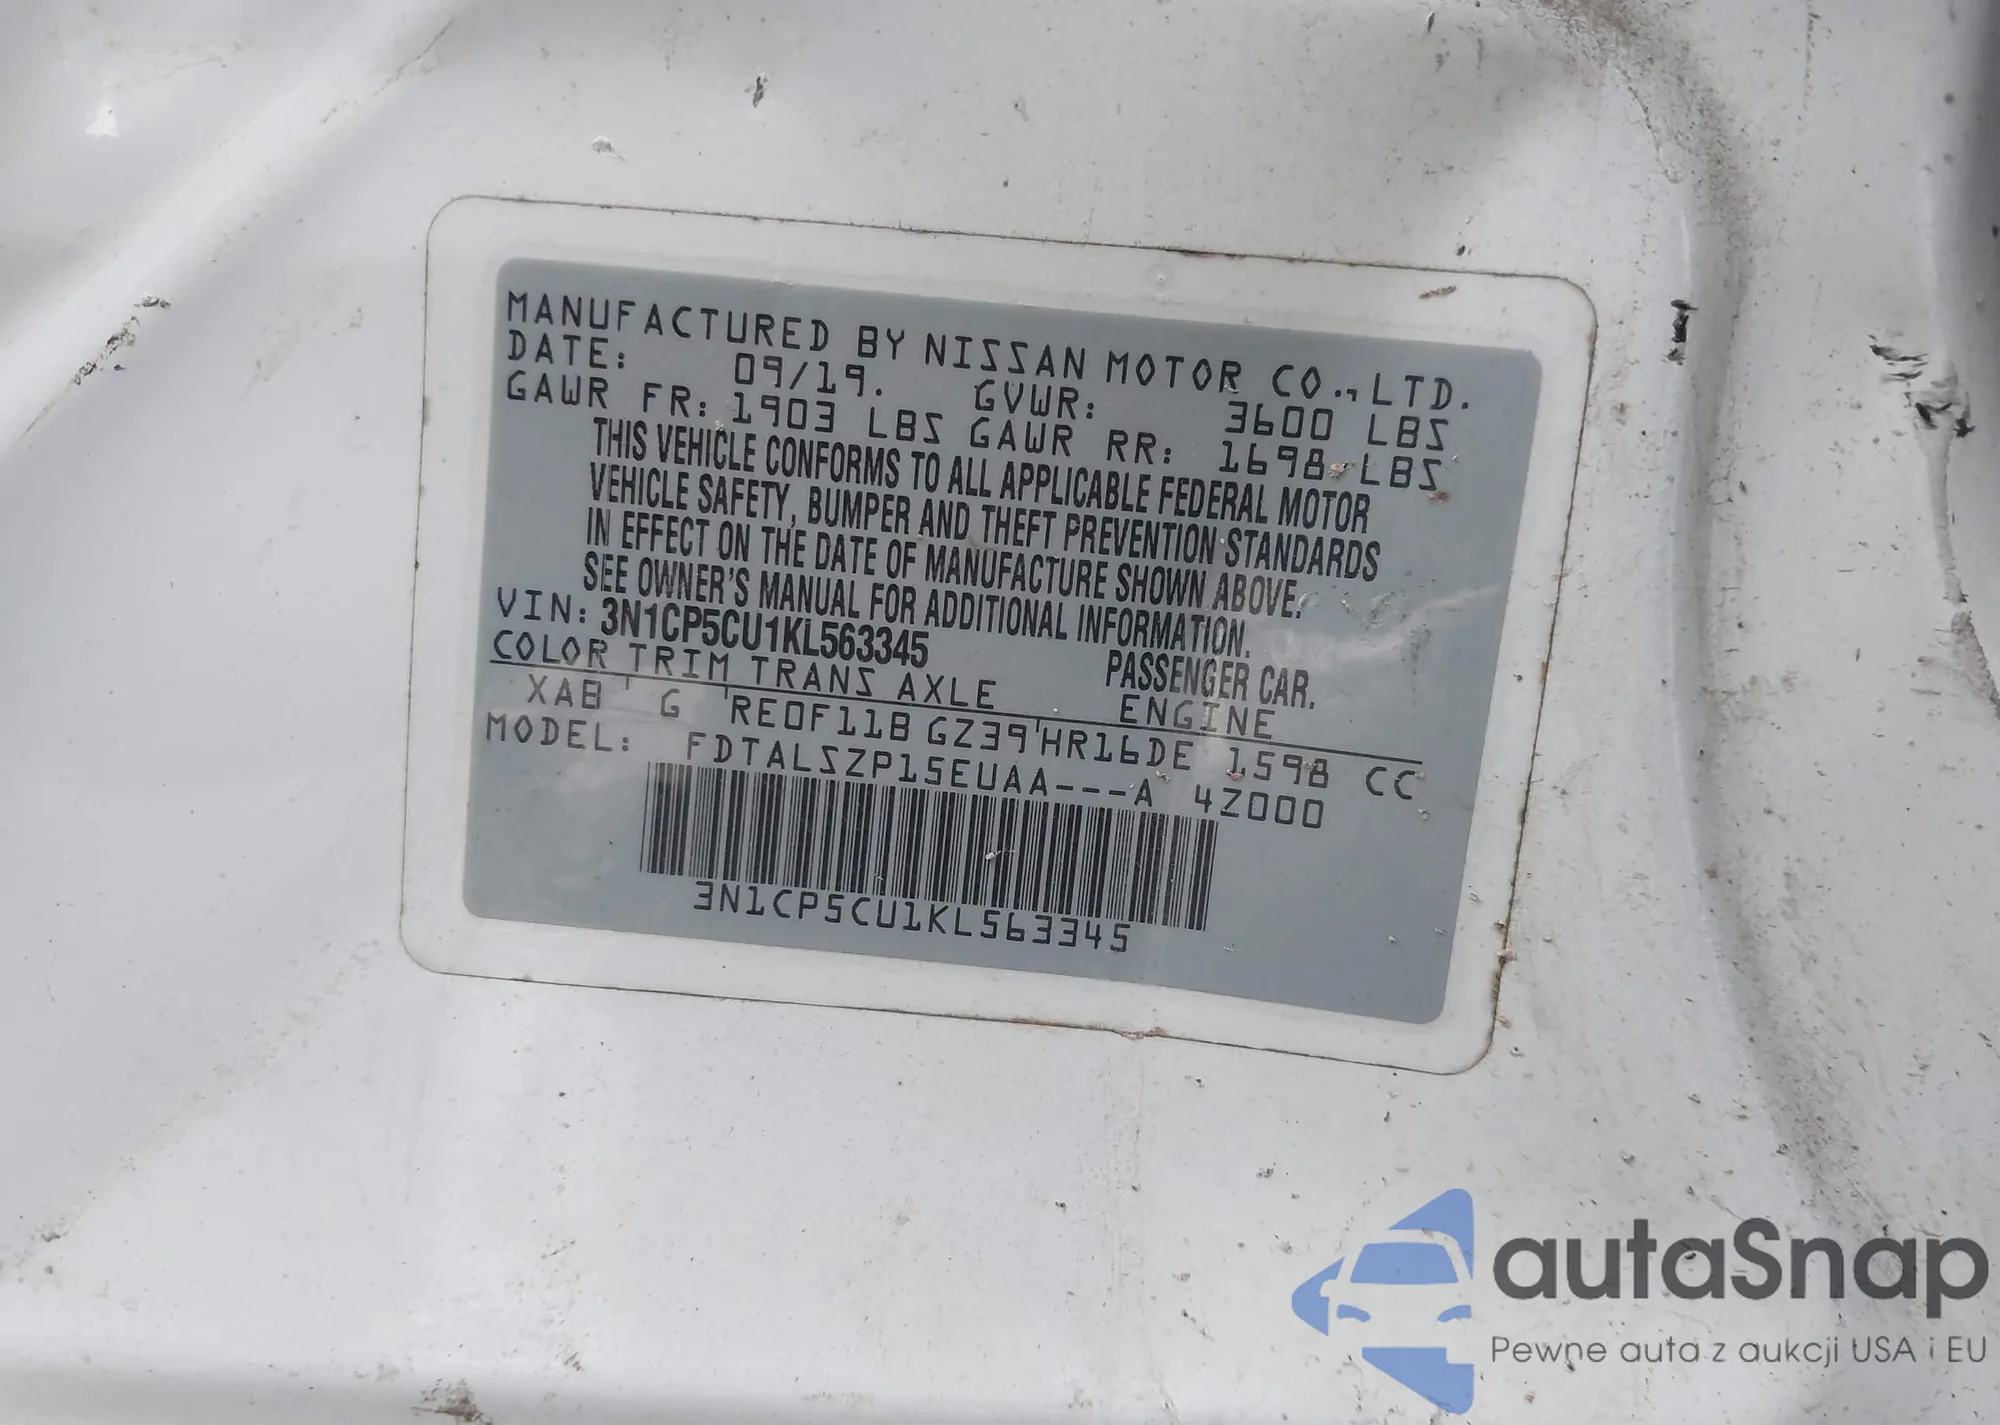 MANUFACTURED BY NISSAN MOTOR CO., LTD.
DATE: 09/19. GVWR: 3600 LBS
GAWR FR: 1903 LBS GAWR RR: 1698 LBS
THIS VEHICLE CONFORMS TO ALL APPLICABLE FEDERAL MOTOR
VEHICLE SAFETY, BUMPER AND THEFT PREVENTION STANDARDS
IN EFFECT ON THE DATE OF MANUFACTURE SHOWN ABOVE.
SEE OWNER'S MANUAL FOR ADDITIONAL INFORMATION.
VIN: 3N1CP5CU1KL563345 PASSENGER CAR.
COLOR TRIM TRANS AXLE ENGINE
XAB G RE0F11B GZ39 HR16DE 1598 CC
MODEL: FDTALSZP15EUAA---A 4Z000
3N1CP5CU1KL563345
autaSnap
Pewne auta z aukcji USA i EU